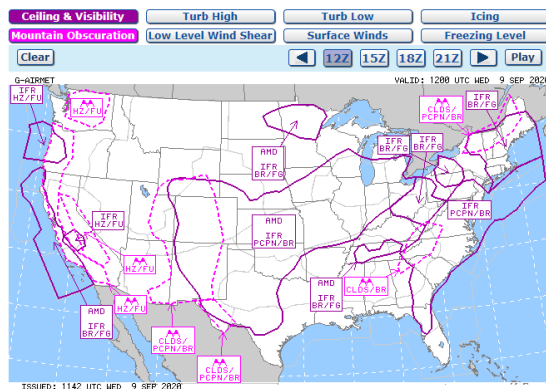 Ceiling & Visibility
Turb High
Turb Low
Icing
Mountain Obscuration
Low Level Wind Shear
Surface Winds
Freezing Level
Clear
12Z
15Z
18Z
21Z
Play
G-AIRMET
VALID: 1200 UTC WED 9 SEP 2020
IFR
HZ/FU
HZ/FU
CLDS/
PCPN/BR
IFR
BR/FG
AMD
IFR
BR/FG
IFR
BR/FG
IFR
BR/FG
IFR
HZ/FU
AMD
IFR
PCPN/BR
IFR
PCPN/BR
HZ/FU
AMD
IFR
BR/FG
CLDS/BR
HZ/FU
AMD
IFR
BR/FG
CLDS/
PCPN/BR
CLDS/
PCPN/BR
ISSUED: 1142 UTC WED 9 SEP 2020